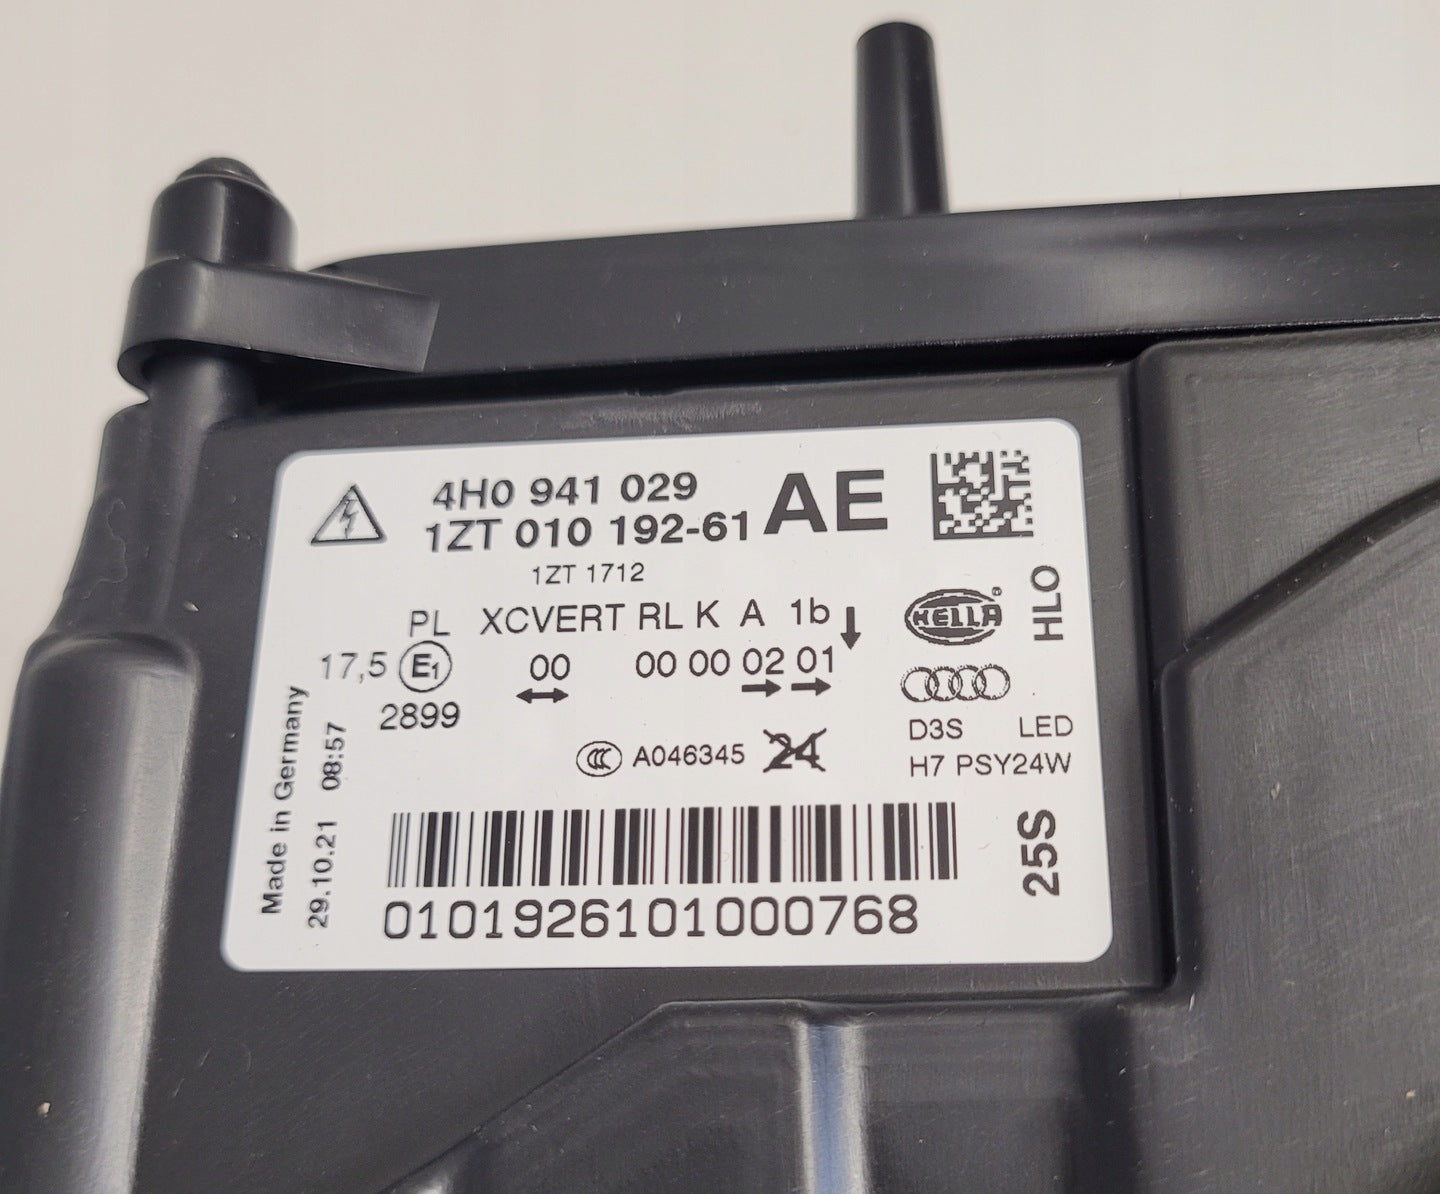 4H0 941 029 AE
1ZT 010 192-61
1ZT 1712
PL XCVERT RL K A 1b
17,5 E1 00 00 00 02 01
2899
HELLA
HLO
D3S LED
H7 PSY24W
CCC A046345 24
25S
Made in Germany
29.10.21 08:57
0101926101000768